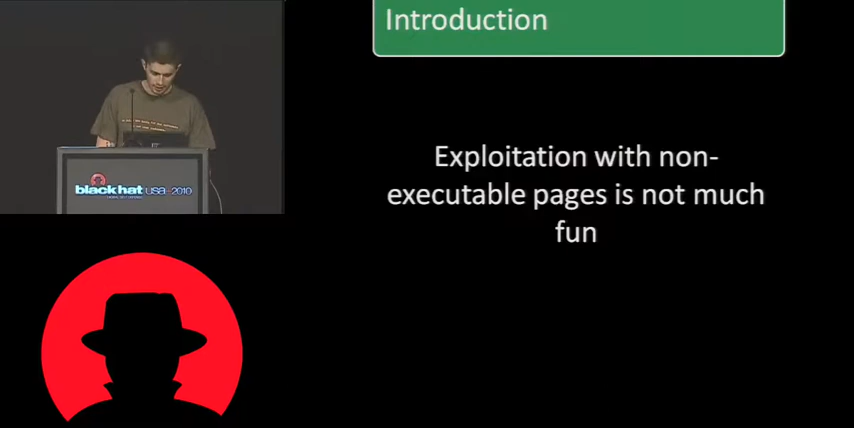 Introduction
Exploitation with non-
executable pages is not much
fun
black hat USA + 2010